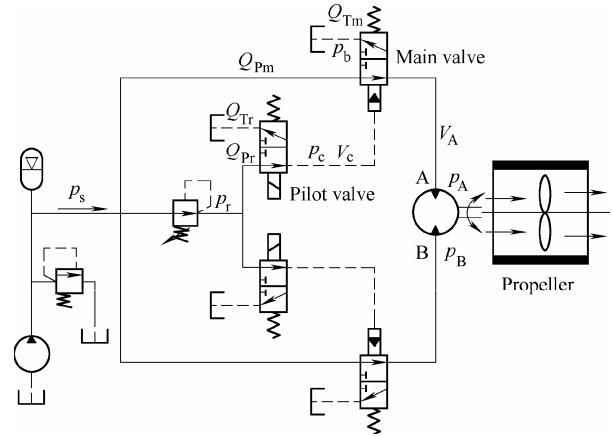 Q_Tm
p_b
Main valve
Q_Pm
Q_Tr
Q_Pr
p_c V_c
V_A
p_s
p_r
Pilot valve
A
p_A
B
p_B
Propeller